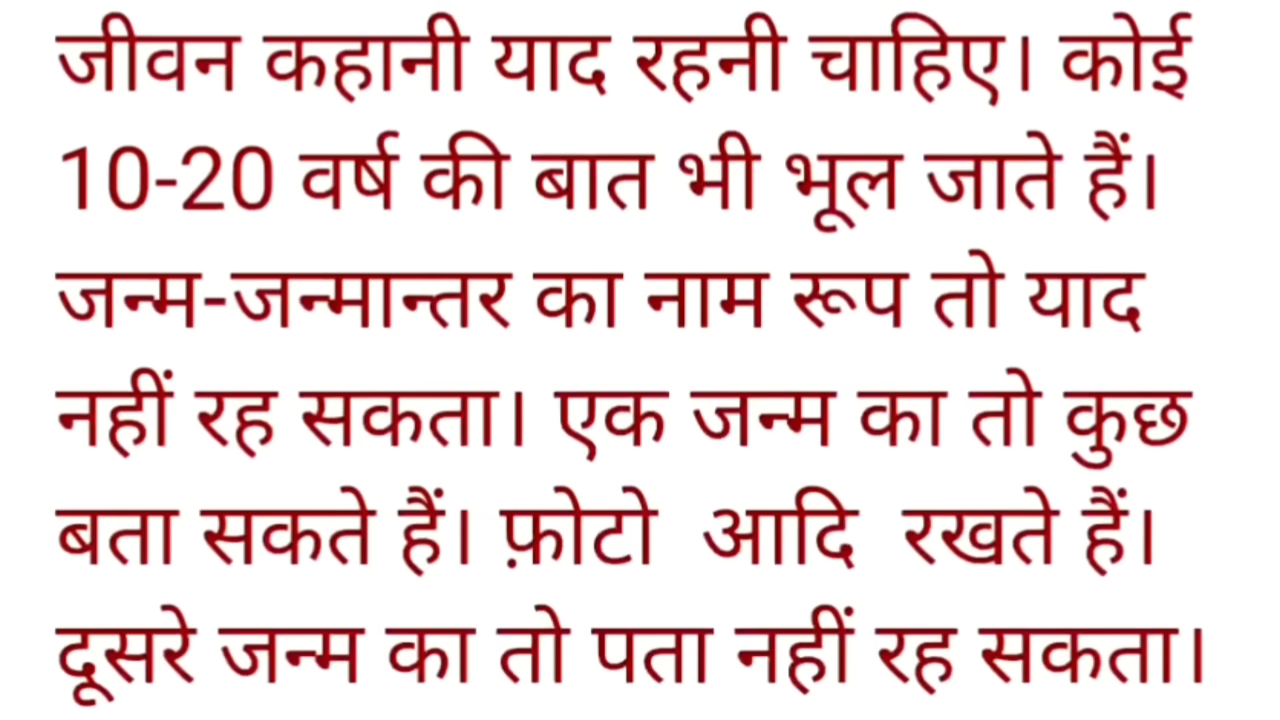 जीवन कहानी याद रहनी चाहिए। कोई
10-20 वर्ष की बात भी भूल जाते हैं।
जन्म-जन्मान्तर का नाम रूप तो याद
नहीं रह सकता। एक जन्म का तो कुछ
बता सकते हैं। फ़ोटो आदि रखते हैं।
दूसरे जन्म का तो पता नहीं रह सकता।